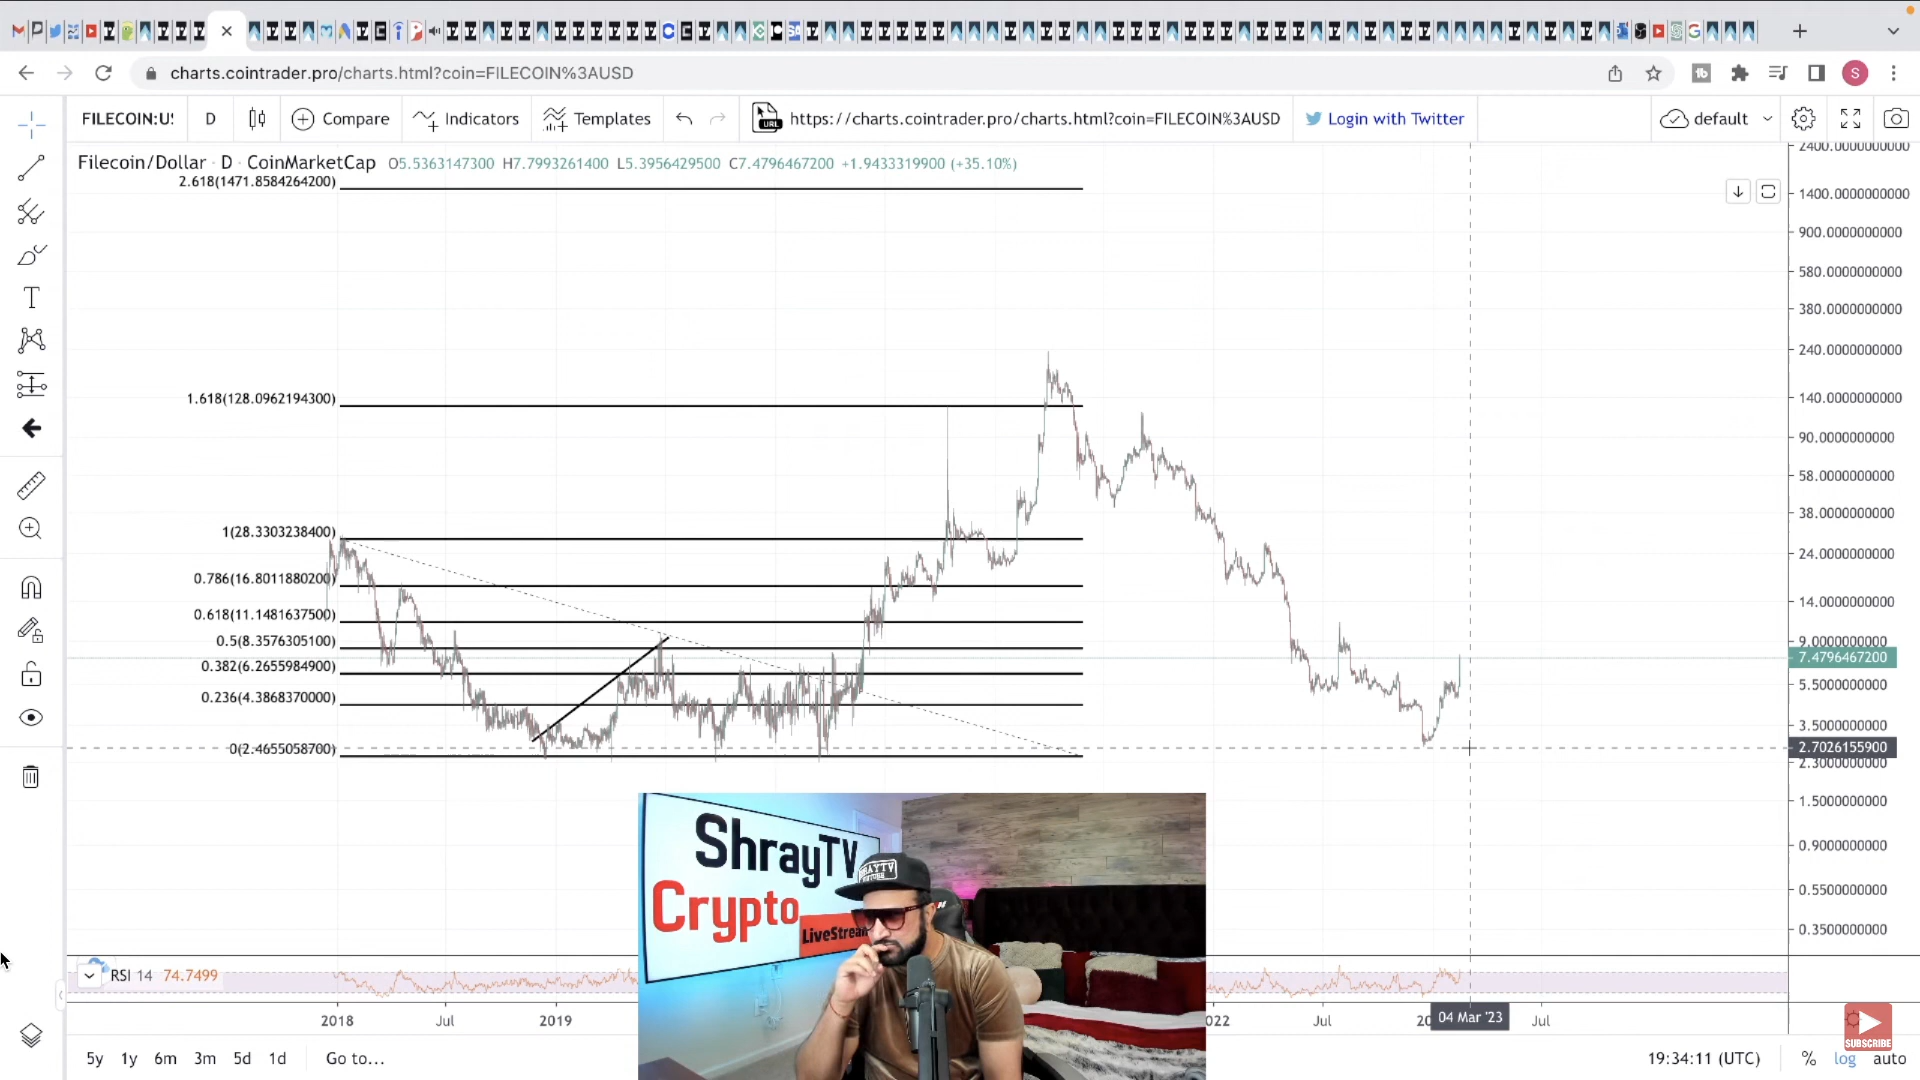 charts.cointrader.pro/charts.html?coin=FILECOIN%3AUSD
S
FILECOIN:U!
D
Compare
Indicators
Templates
URL
https://charts.cointrader.pro/charts.html?coin=FILECOIN%3AUSD
Login with Twitter
default
Filecoin/Dollar · D · CoinMarketCap O5.5363147300 H7.7993261400 L5.3956429500 C7.4796467200 +1.9433319900 (+35.10%)
2.618(1471.8584264200)
1.618(128.0962194300)
1(28.3303238400)
0.786(16.8011880200)
0.618(11.1481637500)
0.5(8.3576305100)
0.382(6.2655984900)
0.236(4.3868370000)
0(2.4655058700)
2400.0000000000
1400.0000000000
900.0000000000
580.0000000000
380.0000000000
240.0000000000
140.0000000000
90.0000000000
58.0000000000
38.0000000000
24.0000000000
14.0000000000
9.0000000000
7.4796467200
5.5000000000
3.5000000000
2.7026155900
2.3000000000
1.5000000000
0.9000000000
0.5500000000
0.3500000000
ShrayTV
Crypto
LiveStream
RSI 14 74.7499
2018
Jul
2019
022
Jul
20
04 Mar '23
Jul
SUBSCRIBE
5y
1y
6m
3m
5d
1d
Go to...
19:34:11 (UTC)
%
log
auto